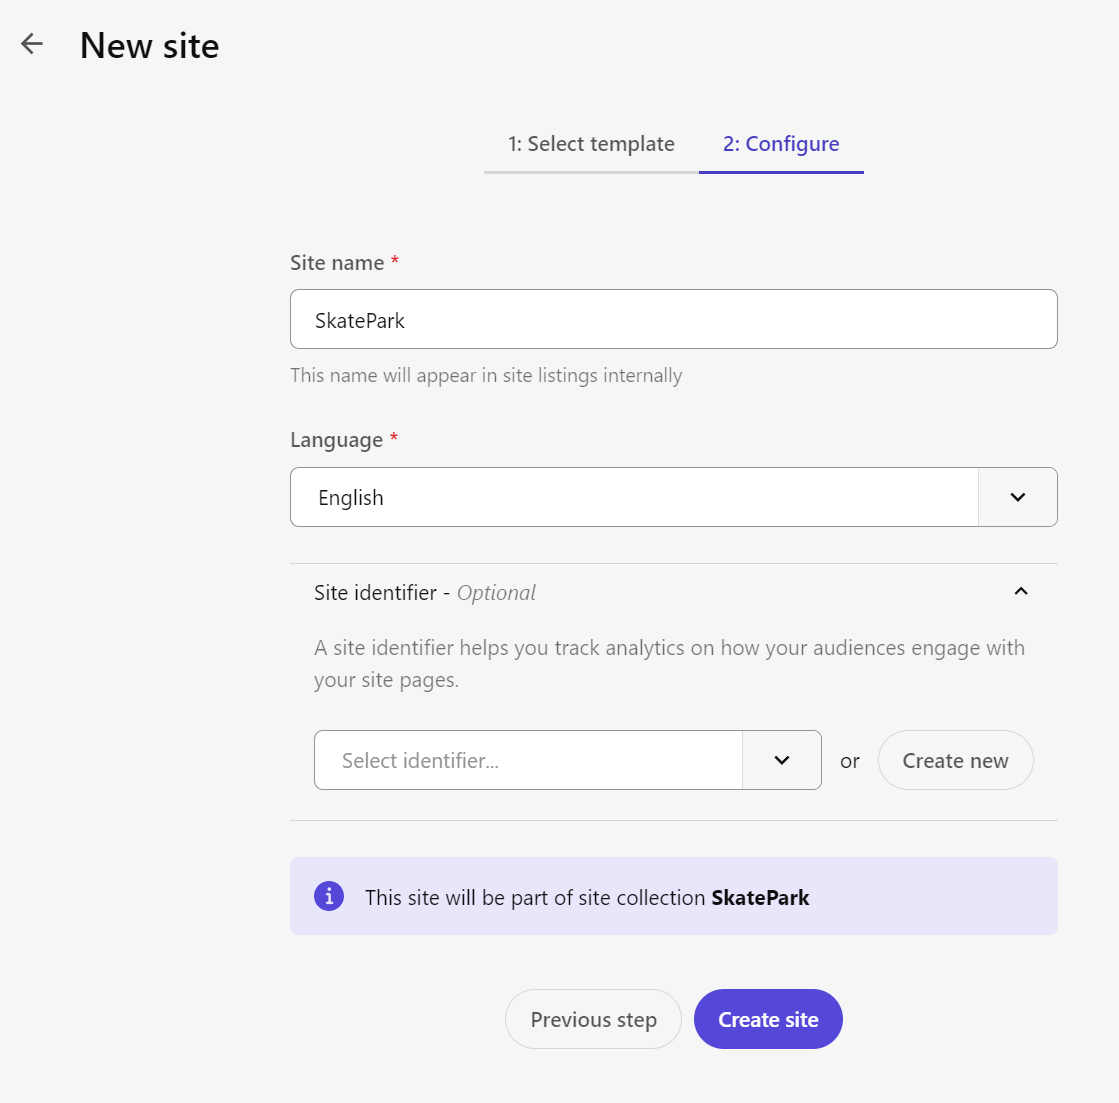 New site
1: Select template
2: Configure
Site name *
SkatePark
This name will appear in site listings internally
Language *
English
Site identifier - Optional
A site identifier helps you track analytics on how your audiences engage with
your site pages.
Select identifier...
or
Create new
This site will be part of site collection SkatePark
Previous step
Create site